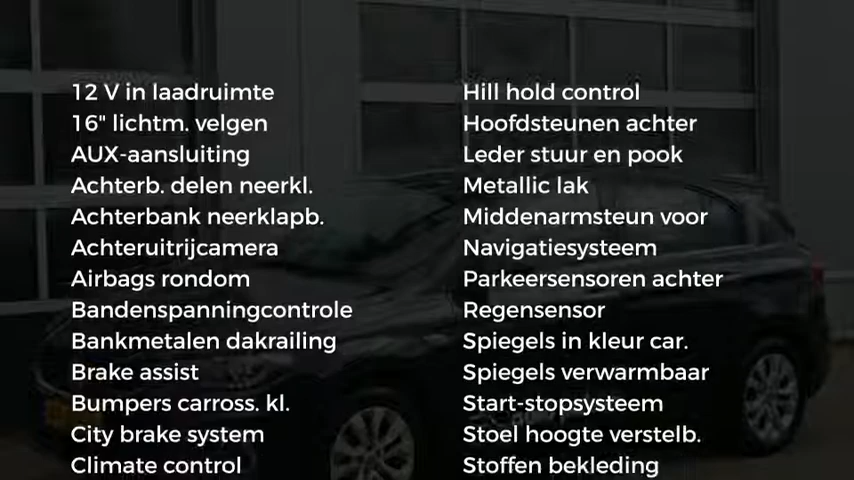 12 V in laadruimte
16" lichtm. velgen
AUX-aansluiting
Achterb. delen neerkl.
Achterbank neerklapb.
Achteruitrijcamera
Airbags rondom
Bandenspanningcontrole
Bankmetalen dakrailing
Brake assist
Bumpers carross. kl.
City brake system
Climate control
Hill hold control
Hoofdsteunen achter
Leder stuur en pook
Metallic lak
Middenarmsteun voor
Navigatiesysteem
Parkeersensoren achter
Regensensor
Spiegels in kleur car.
Spiegels verwarmbaar
Start-stopsysteem
Stoel hoogte verstelb.
Stoffen bekleding